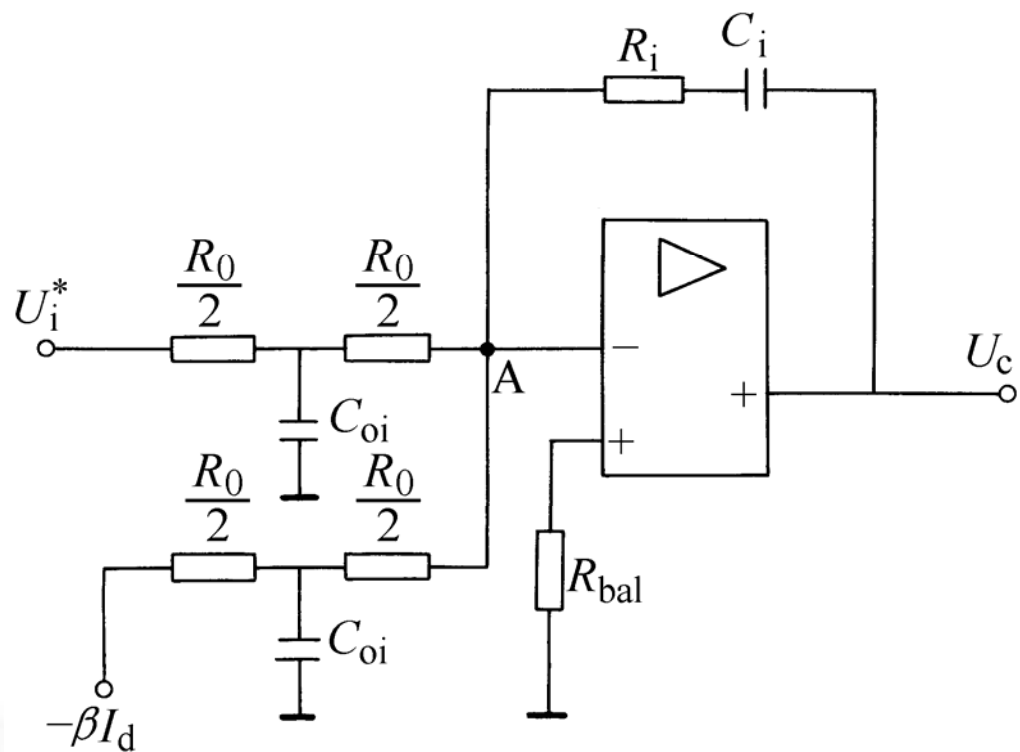 R_i
C_i
R_0/2
R_0/2
U_i^*
A
−
+
+
U_c
C_oi
R_0/2
R_0/2
R_bal
C_oi
−βI_d